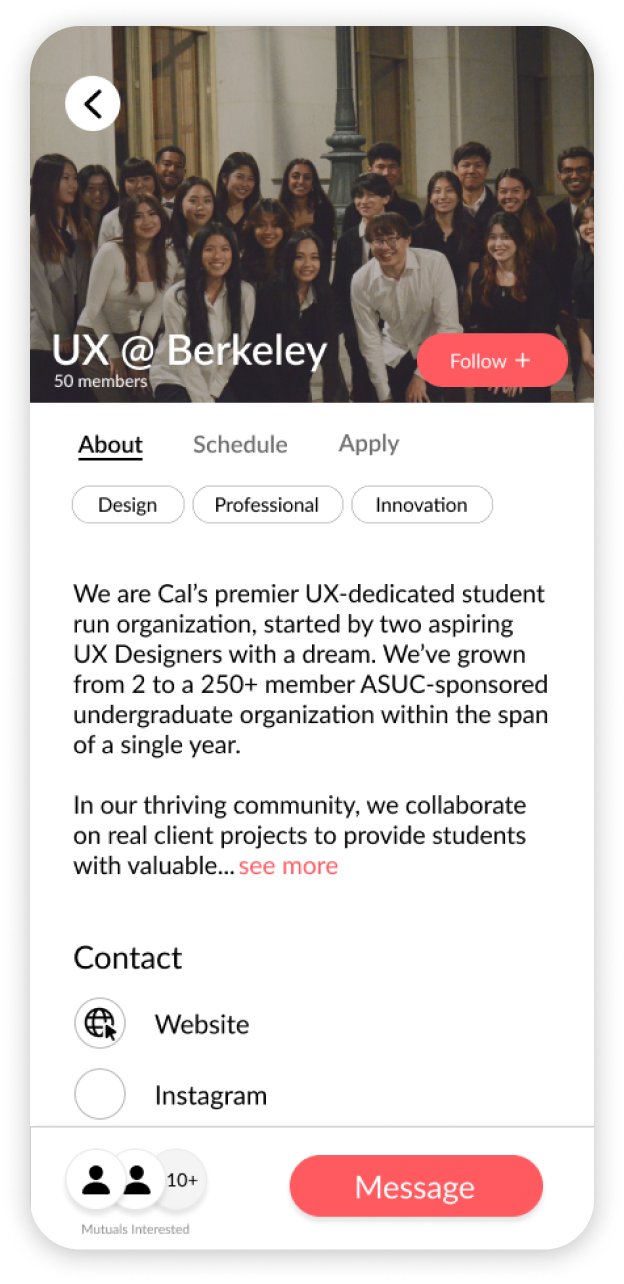 UX @ Berkeley
50 members
Follow +
About Schedule Apply
Design Professional Innovation
We are Cal’s premier UX-dedicated student
run organization, started by two aspiring
UX Designers with a dream. We’ve grown
from 2 to a 250+ member ASUC-sponsored
undergraduate organization within the span
of a single year.
In our thriving community, we collaborate
on real client projects to provide students
with valuable... see more
Contact
Website
Instagram
10+
Mutuals Interested
Message